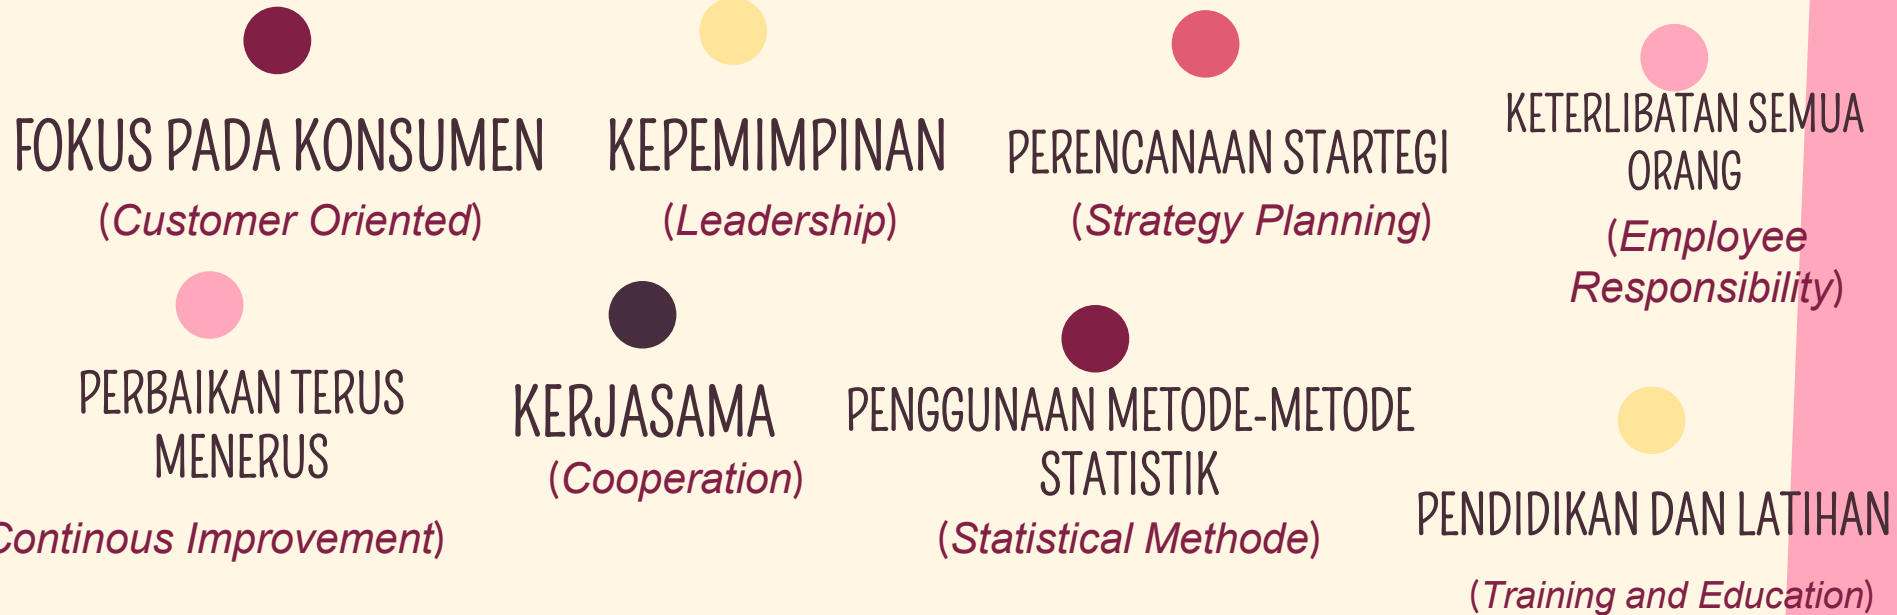 FOKUS PADA KONSUMEN
(Customer Oriented)
KEPEMIMPINAN
(Leadership)
PERENCANAAN STARTEGI
(Strategy Planning)
KETERLIBATAN SEMUA
ORANG
(Employee
Responsibility)
PERBAIKAN TERUS
MENERUS
Continous Improvement)
KERJASAMA
(Cooperation)
PENGGUNAAN METODE-METODE
STATISTIK
(Statistical Methode)
PENDIDIKAN DAN LATIHAN
(Training and Education)